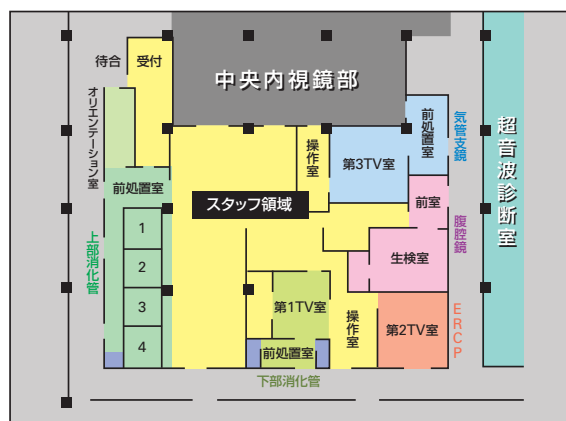 中央内視鏡部
待合
受付
オリエンテーション室
前処置室
操作室
第3TV室
前処置室
気管支鏡
超音波診断室
スタッフ領域
前室
腹腔鏡
生検室
上部消化管
1
2
3
4
第1TV室
前処置室
操作室
第2TV室
ERCP
下部消化管